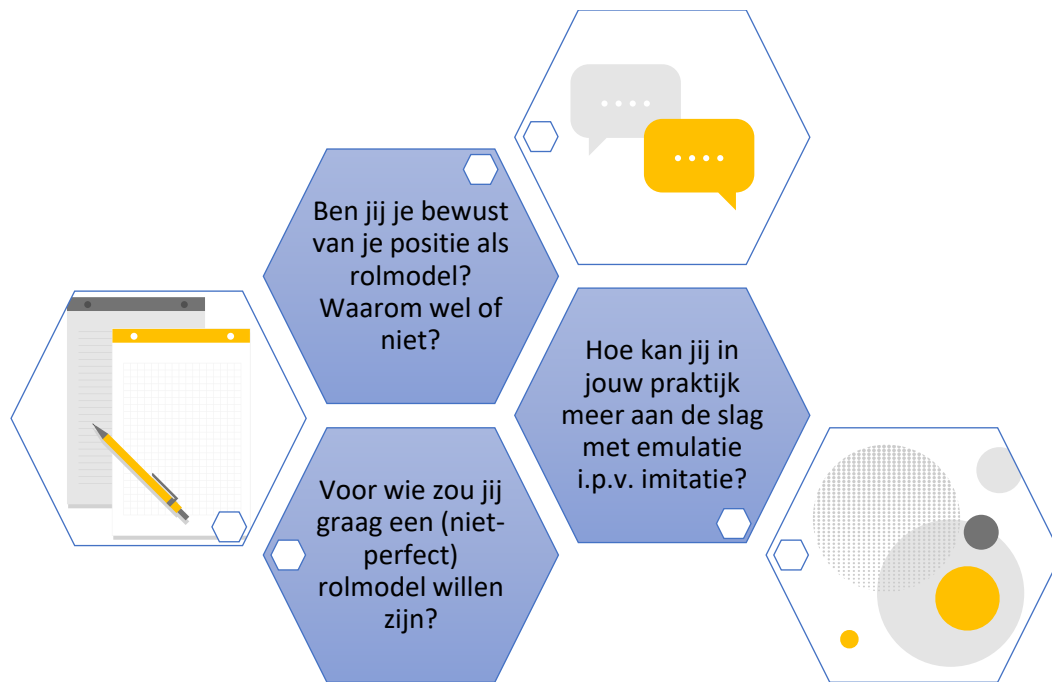 Ben jij je bewust
van je positie als
rolmodel?
Waarom wel of
niet?
Hoe kan jij in
jouw praktijk
meer aan de slag
met emulatie
i.p.v. imitatie?
Voor wie zou jij
graag een (niet-
perfect)
rolmodel willen
zijn?